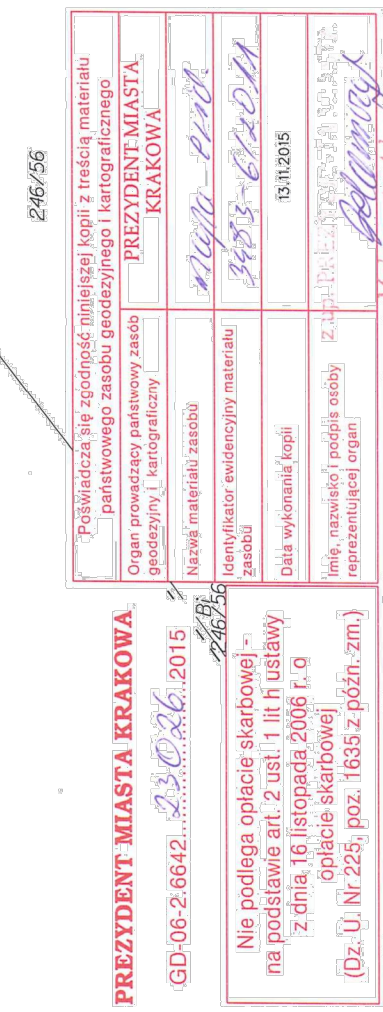 246/56
Poświadcza się zgodność niniejszej kopii z treścią materiału
państwowego zasobu geodezyjnego i kartograficznego
Organ prowadzący państwowy zasób
geodezyjny i kartograficzny
PREZYDENT MIASTA
KRAKOWA
Nazwa materiału zasobu
Identyfikator ewidencyjny materiału
zasobu
Data wykonania kopii
13.11.2015
Imię, nazwisko i podpis osoby
reprezentującej organ
z up. PREZ
PREZYDENT MIASTA KRAKOWA
GD-06-2.6642.23026.2015
Bi
246/56
Nie podlega opłacie skarbowej -
na podstawie art. 2 ust. 1 lit h ustawy
z dnia 16 listopada 2006 r. o
opłacie skarbowej
(Dz. U. Nr 225, poz. 1635 z późn. zm.)